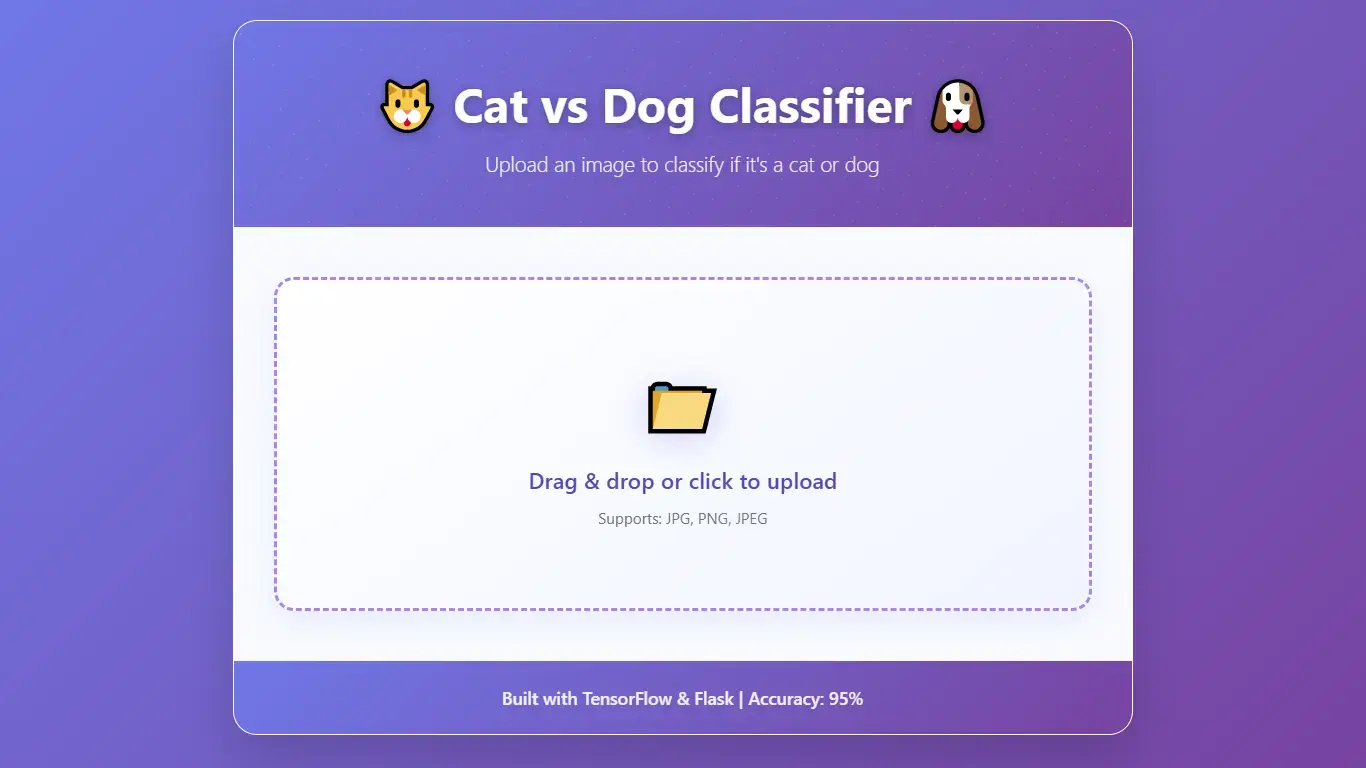 Cat vs Dog Classifier
Upload an image to classify if it's a cat or dog
Drag & drop or click to upload
Supports: JPG, PNG, JPEG
Built with TensorFlow & Flask | Accuracy: 95%